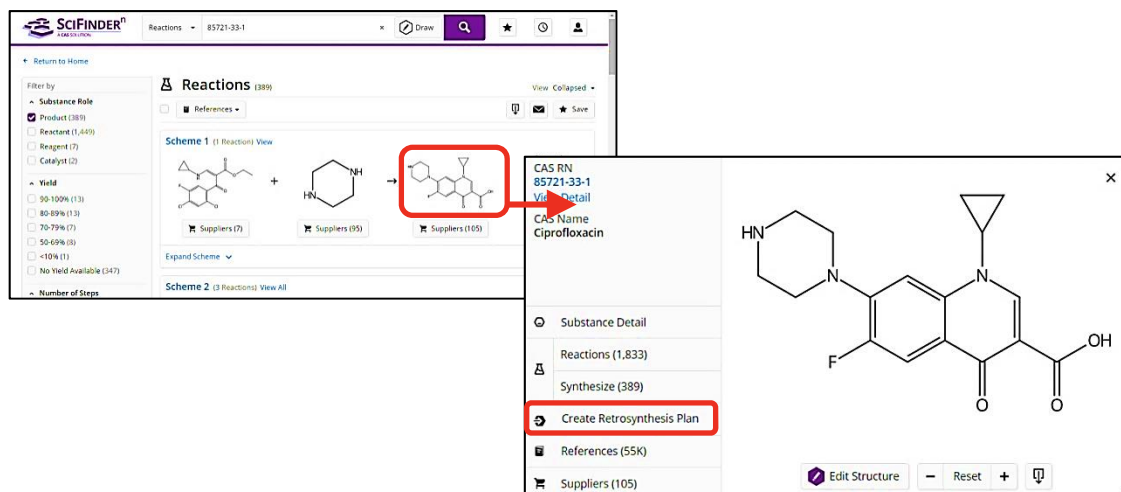 SCIFINDERⁿ
A CAS SOLUTION
Reactions
85721-33-1
×
Draw
Return to Home
Filter by
Substance Role
Product (389)
Reactant (1,449)
Reagent (7)
Catalyst (2)
Yield
90-100% (13)
80-89% (13)
70-79% (7)
50-69% (8)
<10% (1)
No Yield Available (347)
Number of Steps
Reactions (389)
View Collapsed
References
Save
Scheme 1 (1 Reaction) View
+
NH
HN
Suppliers (7)
Suppliers (95)
Suppliers (105)
Expand Scheme
Scheme 2 (3 Reactions) View All
CAS RN
85721-33-1
View Detail
CAS Name
Ciprofloxacin
Substance Detail
Reactions (1,833)
Synthesize (389)
Create Retrosynthesis Plan
References (55K)
Suppliers (105)
×
HN
N
N
F
OH
O
O
Edit Structure
− Reset +